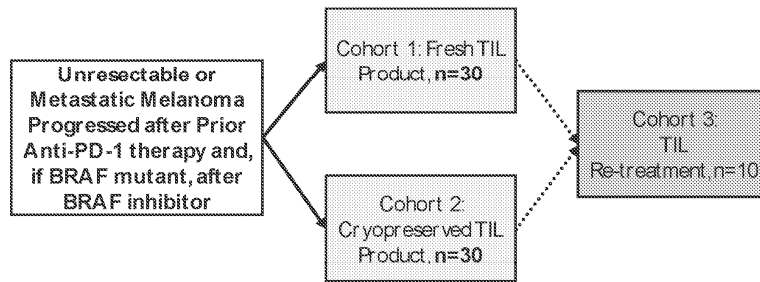 Unresectable or
Metastatic Melanoma
Progressed after Prior
Anti-PD-1 therapy and,
if BRAF mutant, after
BRAF inhibitor
Cohort 1: Fresh TIL
Product, n=30
Cohort 2:
Cryopreserved TIL
Product, n=30
Cohort 3:
TIL
Re-treatment, n=10